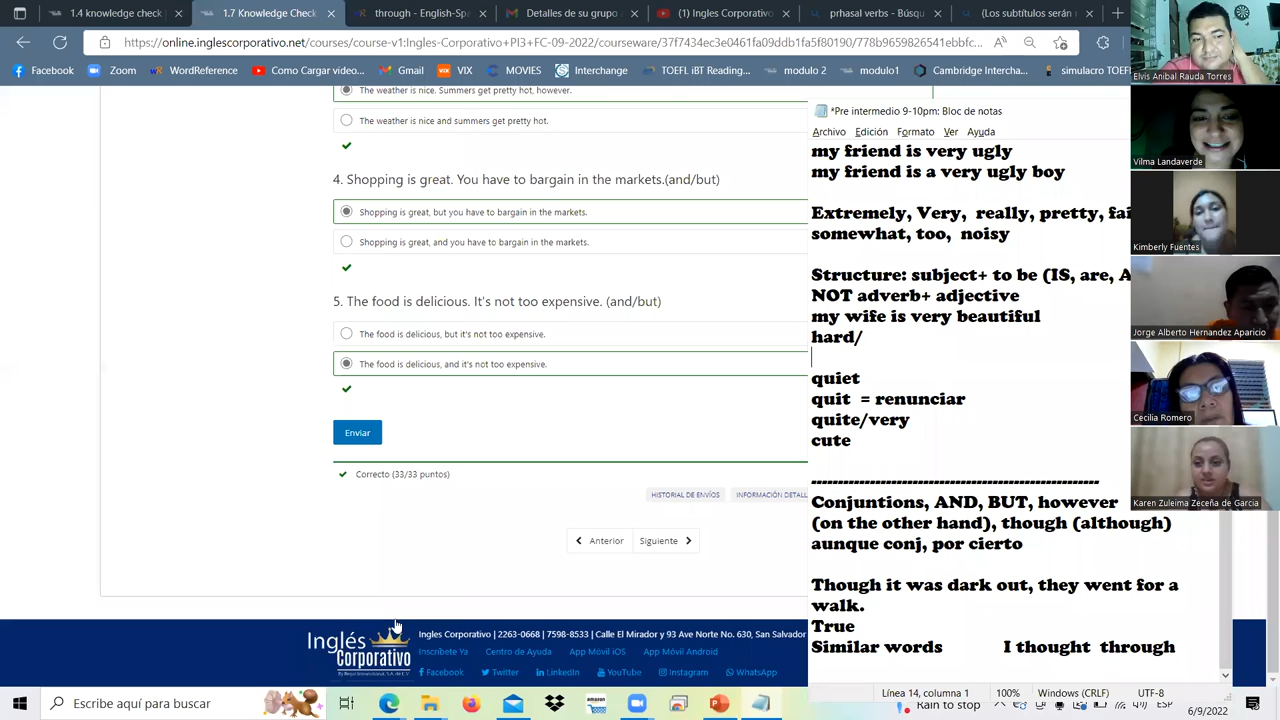 1.4 knowledge check
1.7 Knowledge Check
through - English-Spa
Detalles de su grupo
(1) Ingles Corporativo
prhasal verbs - Búsqu
(Los subtítulos serán
https://online.inglescorporativo.net/courses/course-v1:Ingles-Corporativo+PI3+FC-09-2022/courseware/37f7434ec3e0461fa09ddb1fa5f80190/778b9659826541ebbfc...
Facebook
Zoom
WordReference
Como Cargar video...
Gmail
VIX
MOVIES
Interchange
TOEFL iBT Reading...
modulo 2
modulo1
Cambridge Intercha...
simulacro TOEFL
The weather is nice. Summers get pretty hot, however.
The weather is nice and summers get pretty hot.
4. Shopping is great. You have to bargain in the markets.(and/but)
Shopping is great, but you have to bargain in the markets.
Shopping is great, and you have to bargain in the markets.
5. The food is delicious. It's not too expensive. (and/but)
The food is delicious, but it's not too expensive.
The food is delicious, and it's not too expensive.
Enviar
Correcto (33/33 puntos)
HISTORIAL DE ENVÍOS
INFORMACIÓN DETALL
Anterior
Siguiente
Inglés Corporativo
Ingles Corporativo | 2263-0668 | 7598-8533 | Calle El Mirador y 93 Ave Norte No. 630, San Salvador
Inscríbete Ya
Centro de Ayuda
App Móvil iOS
App Móvil Android
Facebook
Twitter
LinkedIn
YouTube
Instagram
WhatsApp
*Pre intermedio 9-10pm: Bloc de notas
Archivo Edición Formato Ver Ayuda
my friend is very ugly
my friend is a very ugly boy
Extremely, Very, really, pretty, fai
somewhat, too, noisy
Structure: subject+ to be (IS, are, A
NOT adverb+ adjective
my wife is very beautiful
hard/
quiet
quit = renunciar
quite/very
cute
-------------------------------------------------------
Conjuntions, AND, BUT, however
(on the other hand), though (although)
aunque conj, por cierto
Though it was dark out, they went for a
walk.
True
Similar words I thought through
Línea 14, columna 1
100%
Windows (CRLF)
UTF-8
Elvis Anibal Rauda Torres
Vilma Landaverde
Kimberly Fuentes
Jorge Alberto Hernandez Aparicio
Cecilia Romero
Karen Zuleima Zeceña de Garcia
Escribe aquí para buscar
Rain to stop
ESP
6/9/2022